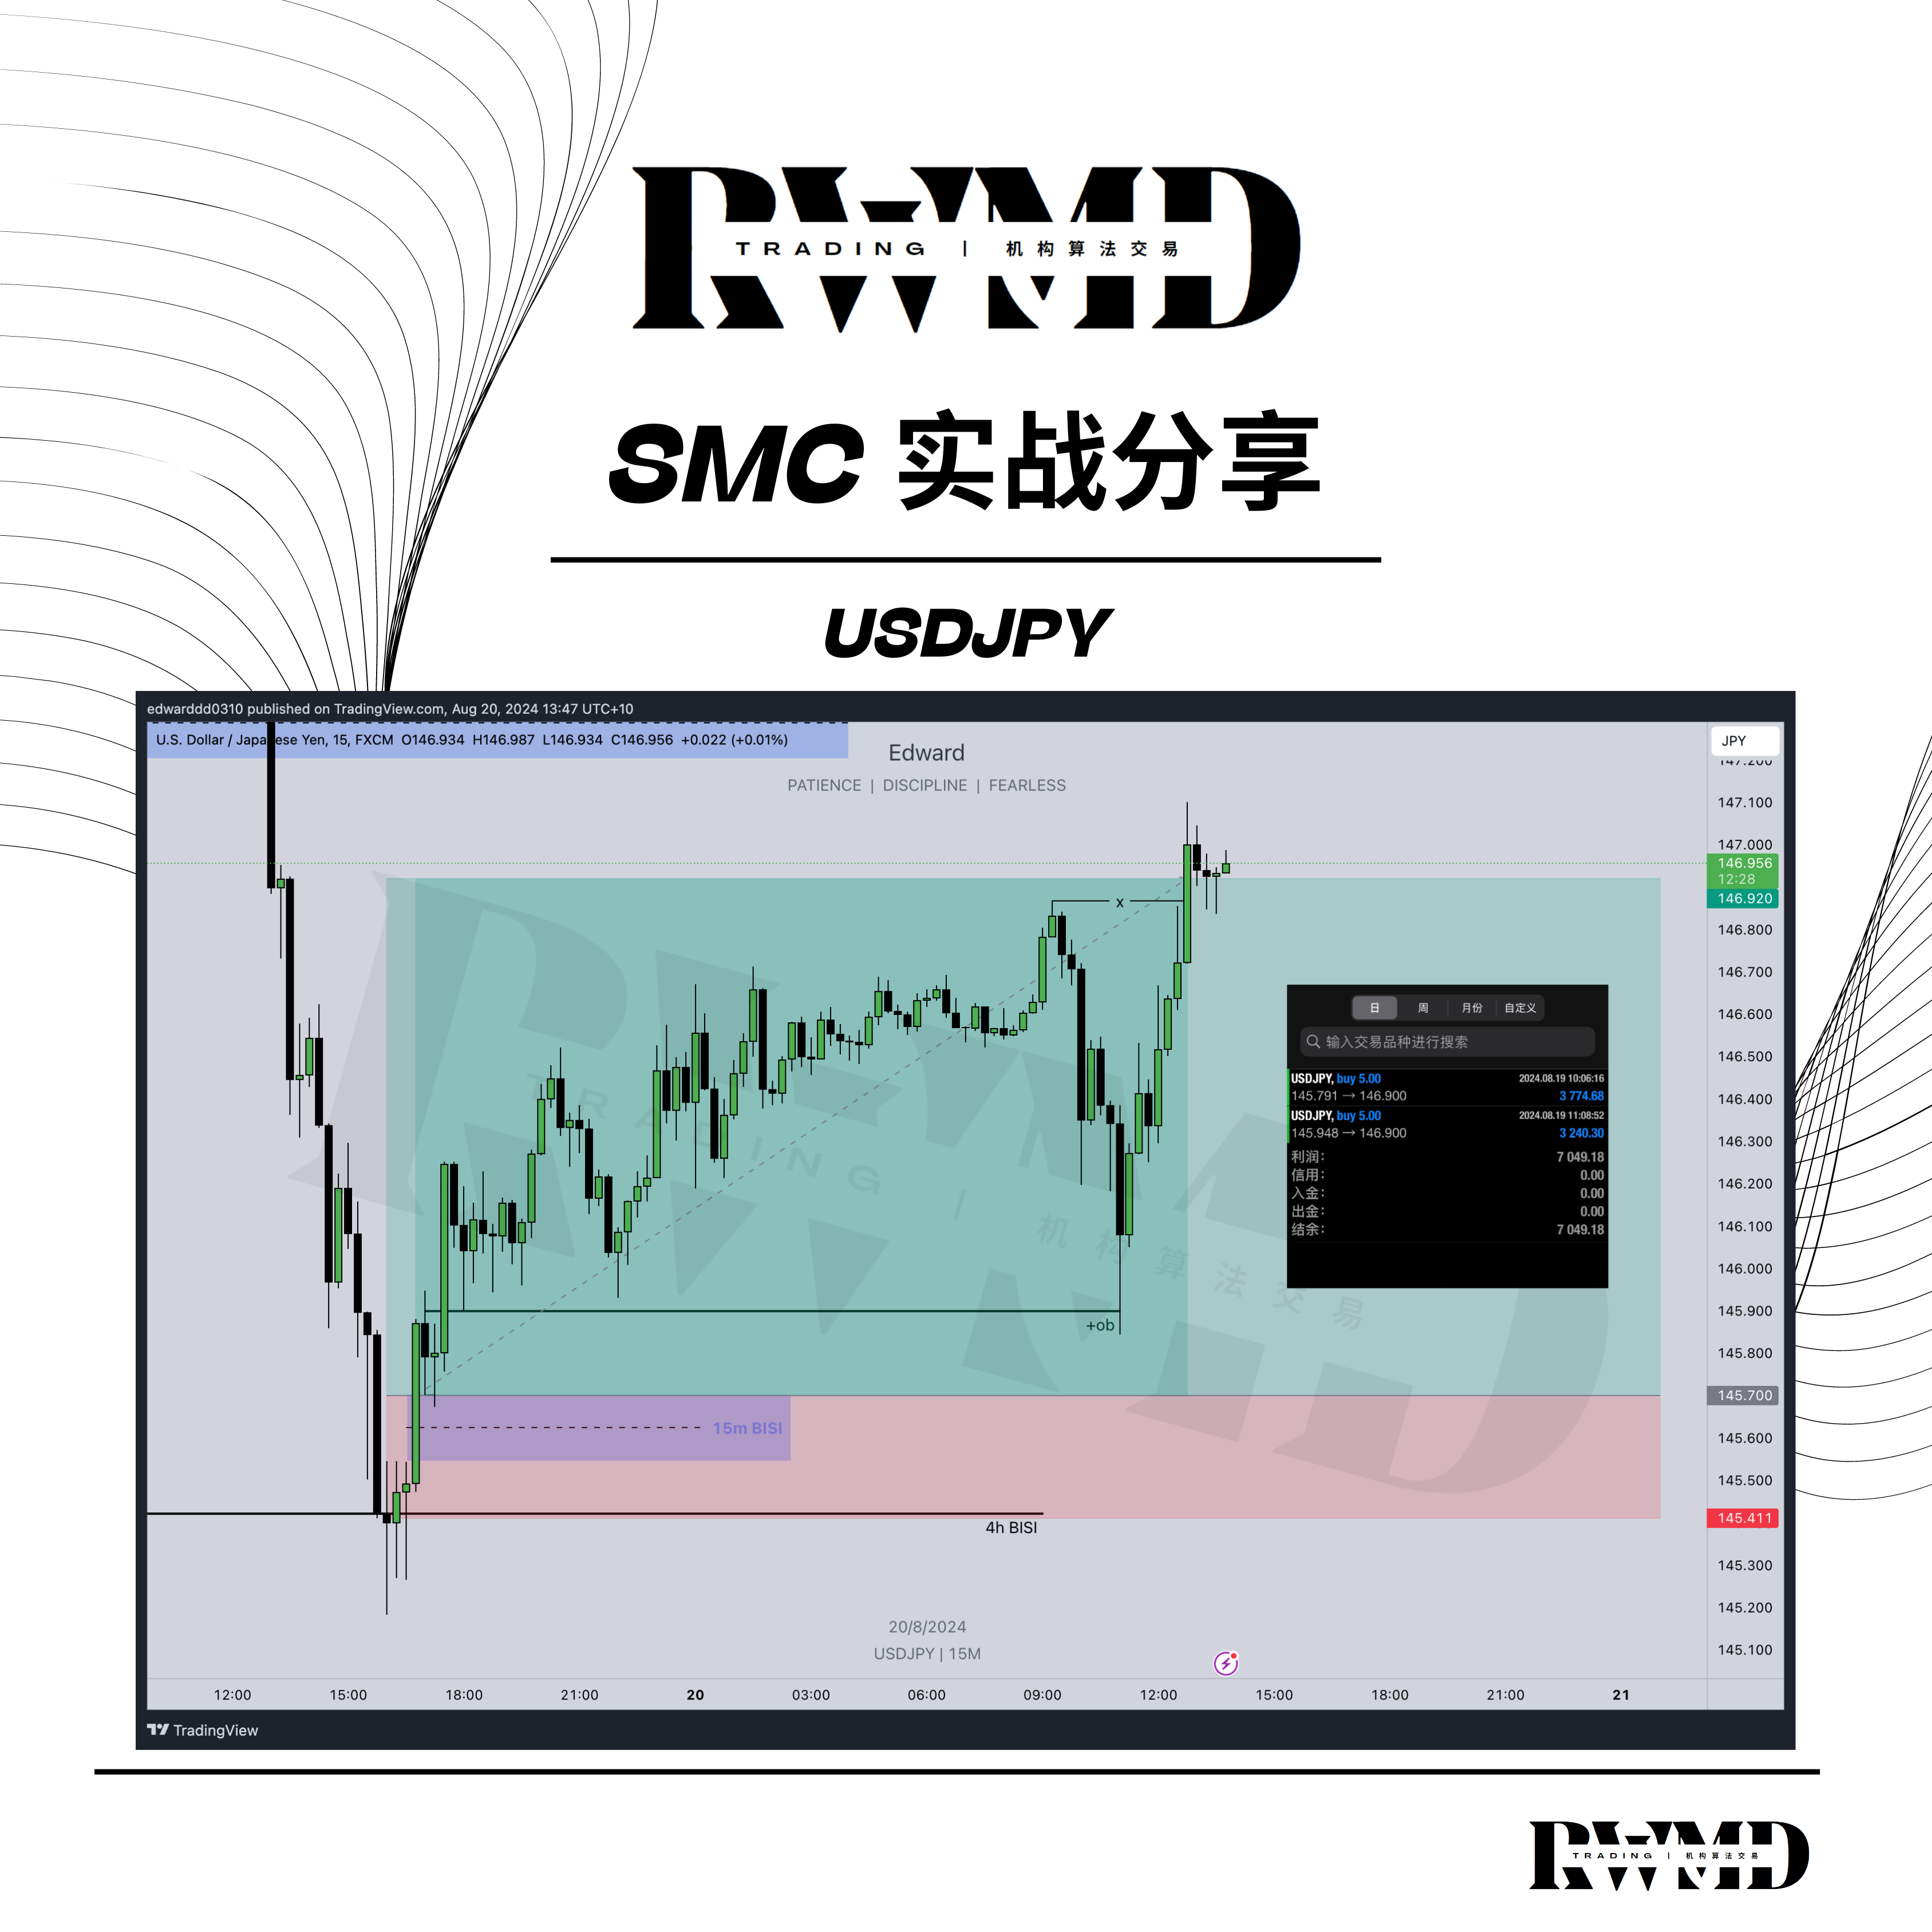 RWMD
TRADING | 机构算法交易
SMC 实战分享
USDJPY
edwarddd0310 published on TradingView.com, Aug 20, 2024 13:47 UTC+10
U.S. Dollar / Japanese Yen, 15, FXCM O146.934 H146.987 L146.934 C146.956 +0.022 (+0.01%)
Edward
PATIENCE | DISCIPLINE | FEARLESS
JPY
147.200
147.100
147.000
146.956
12:28
146.920
146.800
146.700
146.600
146.500
146.400
146.300
146.200
146.100
146.000
145.900
145.800
145.700
145.600
145.500
145.411
145.300
145.200
145.100
x
+ob
15m BISI
4h BISI
RWMD
TRADING | 机构算法交易
日 周 月份 自定义
输入交易品种进行搜索
USDJPY, buy 5.00 2024.08.19 10:06:16
145.791 → 146.900 3 774.68
USDJPY, buy 5.00 2024.08.19 11:08:52
145.948 → 146.900 3 240.30
利润: 7 049.18
信用: 0.00
入金: 0.00
出金: 0.00
结余: 7 049.18
20/8/2024
USDJPY | 15M
12:00 15:00 18:00 21:00 20 03:00 06:00 09:00 12:00 15:00 18:00 21:00 21
TradingView
RWMD
TRADING | 机构算法交易